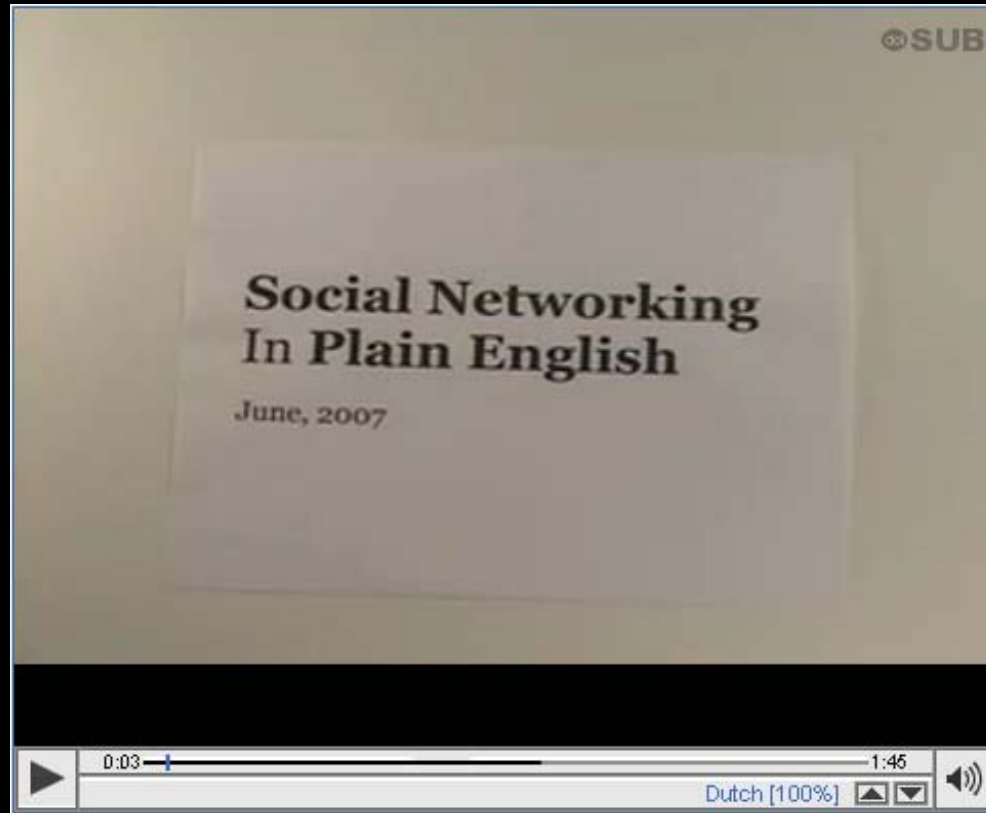 SUB
Social Networking
In Plain English
June, 2007
0:03
1:45
Dutch [100%]